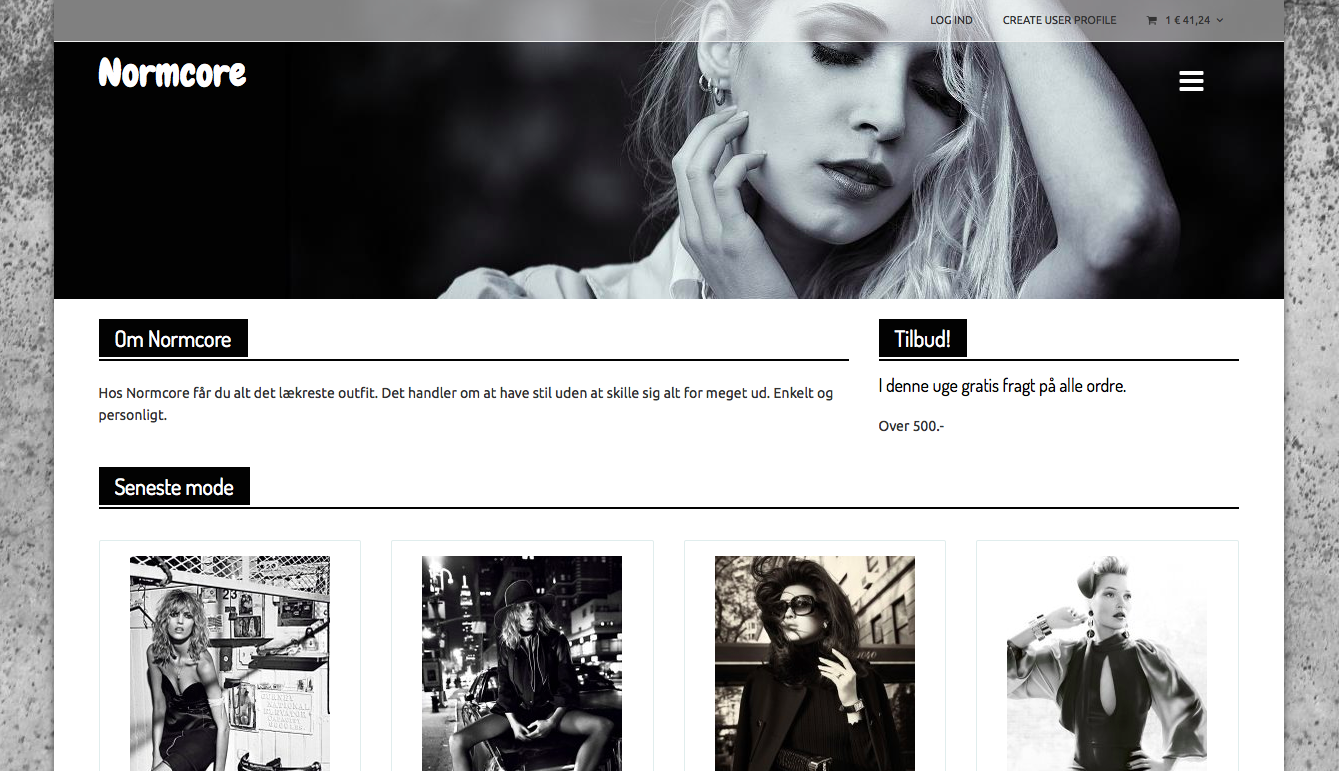 LOG IND
CREATE USER PROFILE
1 € 41,24
Normcore
Om Normcore
Hos Normcore får du alt det lækreste outfit. Det handler om at have stil uden at skille sig alt for meget ud. Enkelt og
personligt.
Tilbud!
I denne uge gratis fragt på alle ordre.
Over 500.-
Seneste mode
23